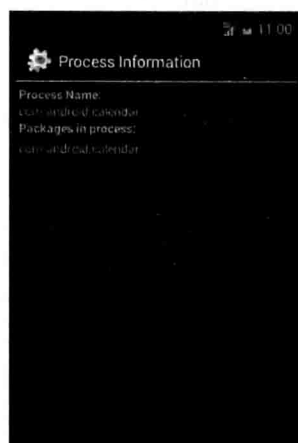 11:00
Process Information
Process Name:
com.android.calendar
Packages in process:
com.android.calendar